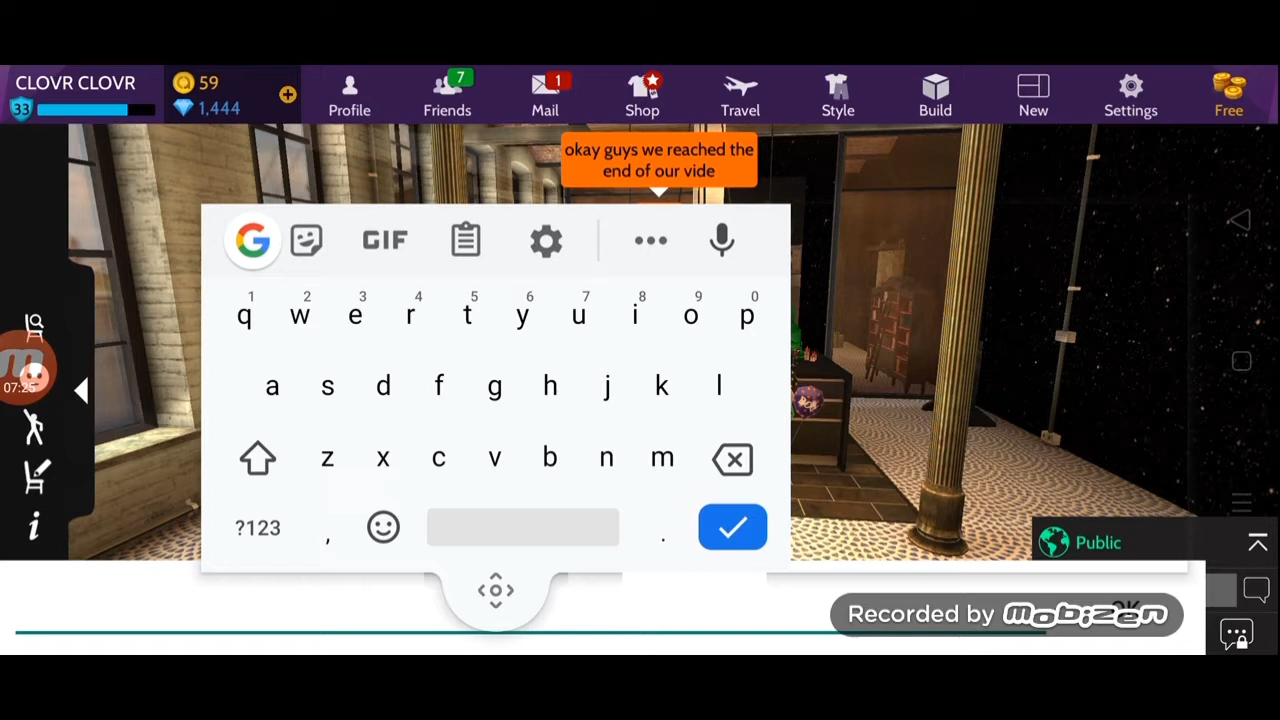 CLOVR CLOVR
33
59
1,444
Profile
7
Friends
1
Mail
Shop
Travel
Style
Build
New
Settings
Free
okay guys we reached the
end of our vide
GIF
1 2 3 4 5 6 7 8 9 0
q w e r t y u i o p
a s d f g h j k l
z x c v b n m
?123 , .
07:25
Public
Recorded by mobizen